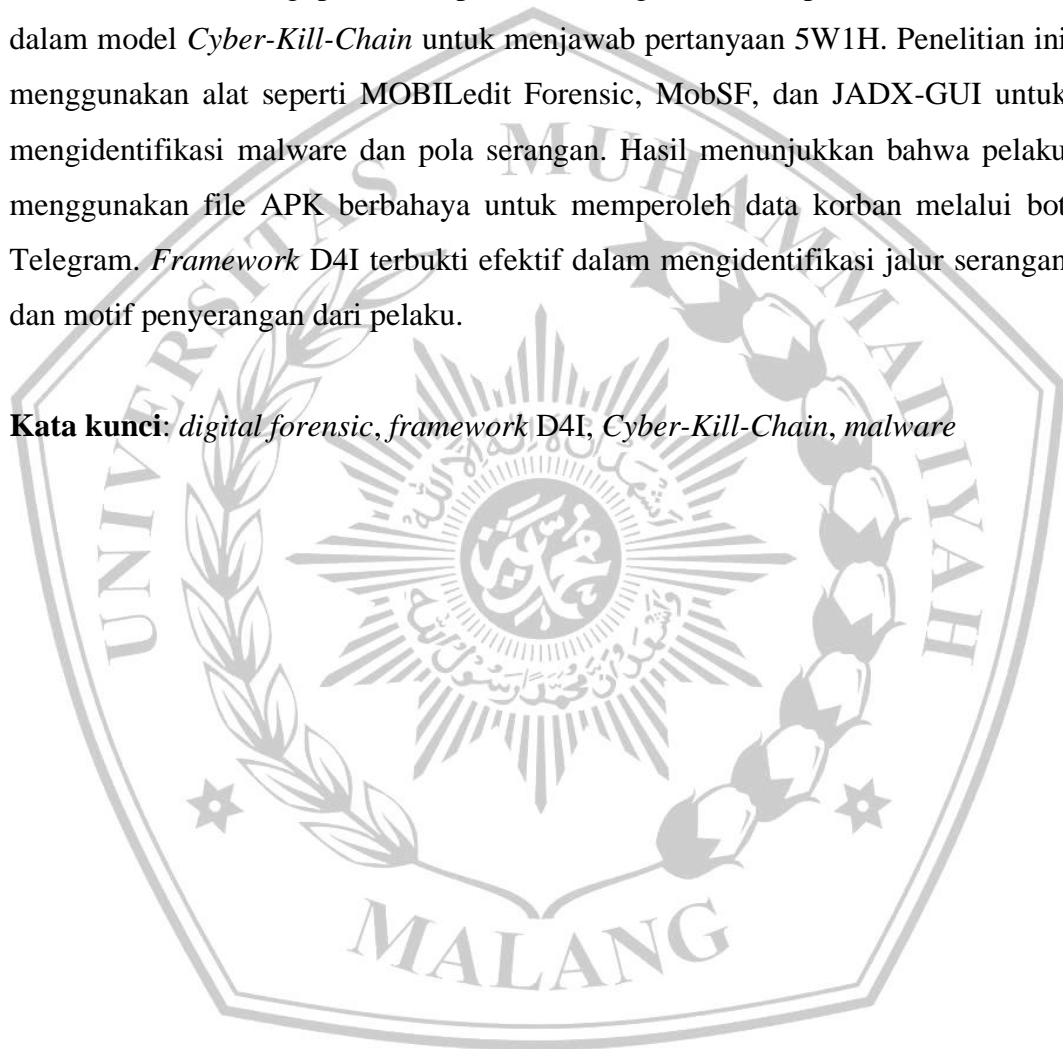 dalam model Cyber-Kill-Chain untuk menjawab pertanyaan 5W1H. Penelitian ini
menggunakan alat seperti MOBILedit Forensic, MobSF, dan JADX-GUI untuk
mengidentifikasi malware dan pola serangan. Hasil menunjukkan bahwa pelaku
menggunakan file APK berbahaya untuk memperoleh data korban melalui bot
Telegram. Framework D4I terbukti efektif dalam mengidentifikasi jalur serangan
dan motif penyerangan dari pelaku.
Kata kunci: digital forensic, framework D4I, Cyber-Kill-Chain, malware
UNIVERSITAS MUHAMMADIYAH
MALANG